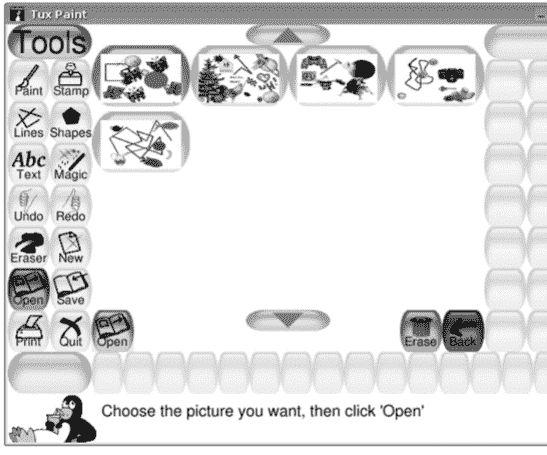 Tux Paint
Tools
Paint Stamp
Lines Shapes
Abc
Text Magic
Undo Redo
Eraser New
Open Save
Print Quit Open Erase Back
Choose the picture you want, then click 'Open'